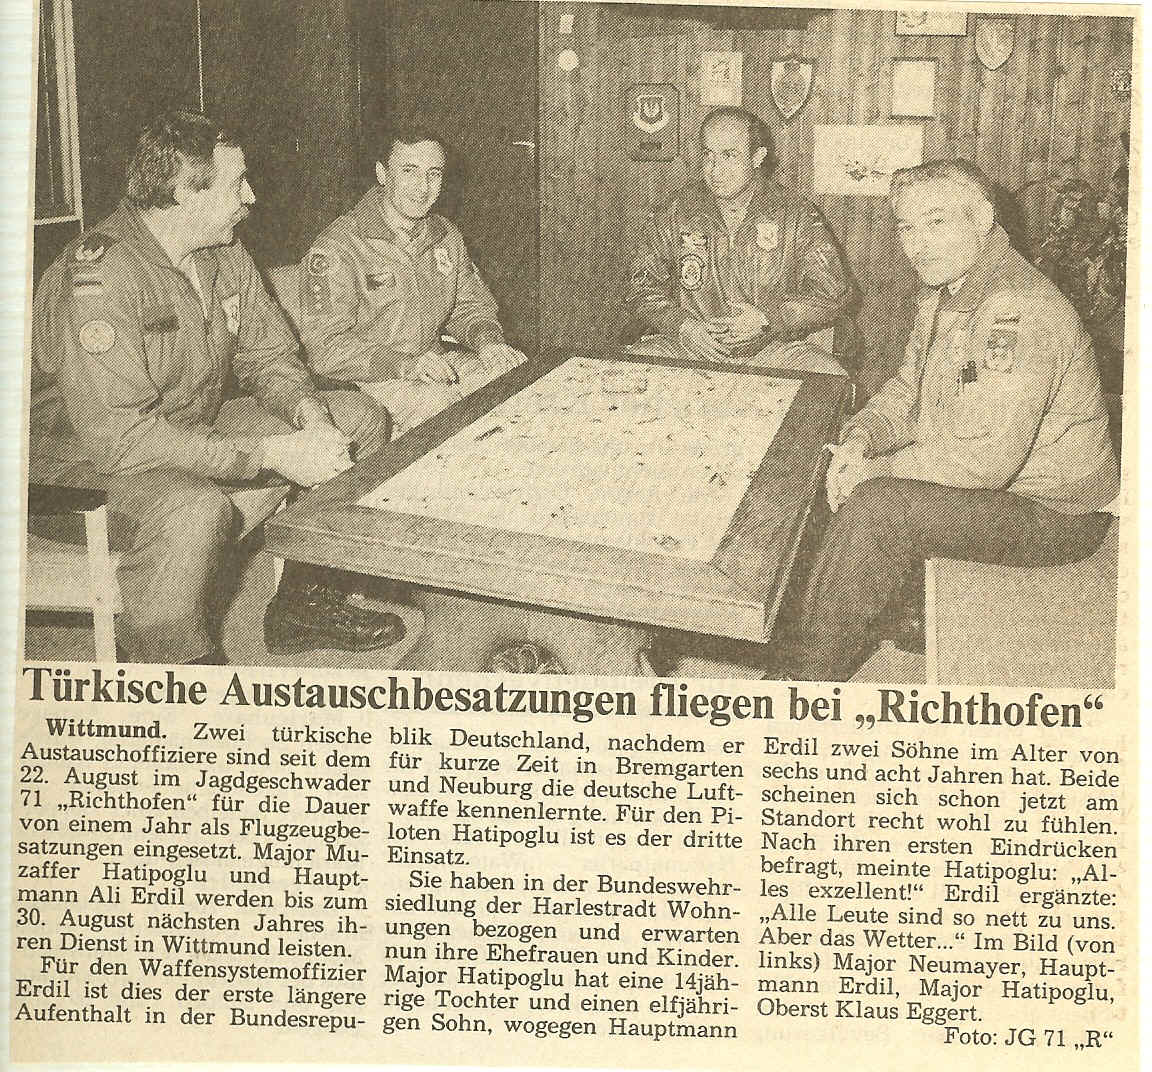 Türkische Austauschbesatzungen fliegen bei „Richthofen“
Wittmund. Zwei türkische
Austauschoffiziere sind seit dem
22. August im Jagdgeschwader
71 „Richthofen“ für die Dauer
von einem Jahr als Flugzeugbe-
satzungen eingesetzt. Major Mu-
zaffer Hatipoglu und Haupt-
mann Ali Erdil werden bis zum
30. August nächsten Jahres ih-
ren Dienst in Wittmund leisten.
Für den Waffensystemoffizier
Erdil ist dies der erste längere
Aufenthalt in der Bundesrepu-
blik Deutschland, nachdem er
für kurze Zeit in Bremgarten
und Neuburg die deutsche Luft-
waffe kennenlernte. Für den Pi-
loten Hatipoglu ist es der dritte
Einsatz.
Sie haben in der Bundeswehr-
siedlung der Harlestradt Wohn-
ungen bezogen und erwarten
nun ihre Ehefrauen und Kinder.
Major Hatipoglu hat eine 14jäh-
rige Tochter und einen elfjähri-
gen Sohn, wogegen Hauptmann
Erdil zwei Söhne im Alter von
sechs und acht Jahren hat. Beide
scheinen sich schon jetzt am
Standort recht wohl zu fühlen.
Nach ihren ersten Eindrücken
befragt, meinte Hatipoglu: „Al-
les exzellent!“ Erdil ergänzte:
„Alle Leute sind so nett zu uns.
Aber das Wetter...“ Im Bild (von
links) Major Neumayer, Haupt-
mann Erdil, Major Hatipoglu,
Oberst Klaus Eggert.
Foto: JG 71 „R“